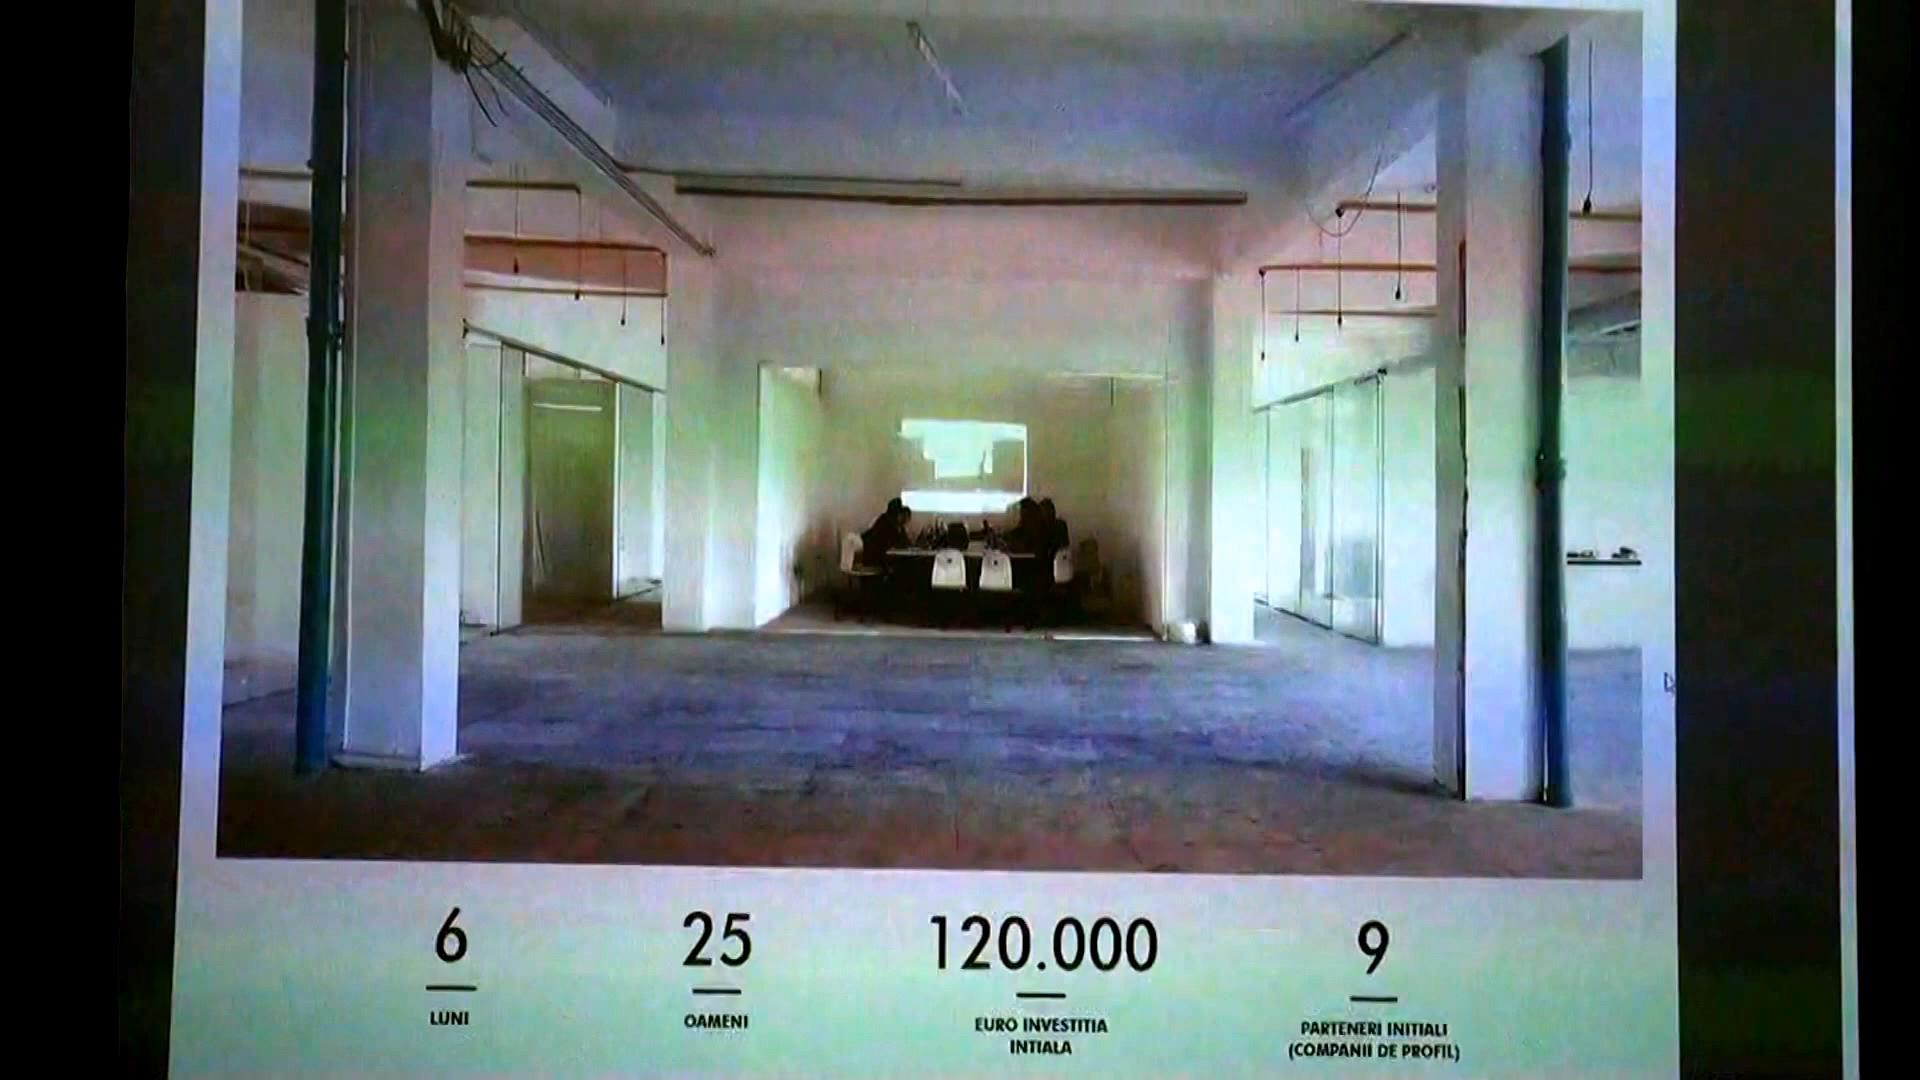 6
LUNI
25
OAMENI
120.000
EURO INVESTITIA
INTIALA
9
PARTENERI INITIALI
(COMPANII DE PROFIL)